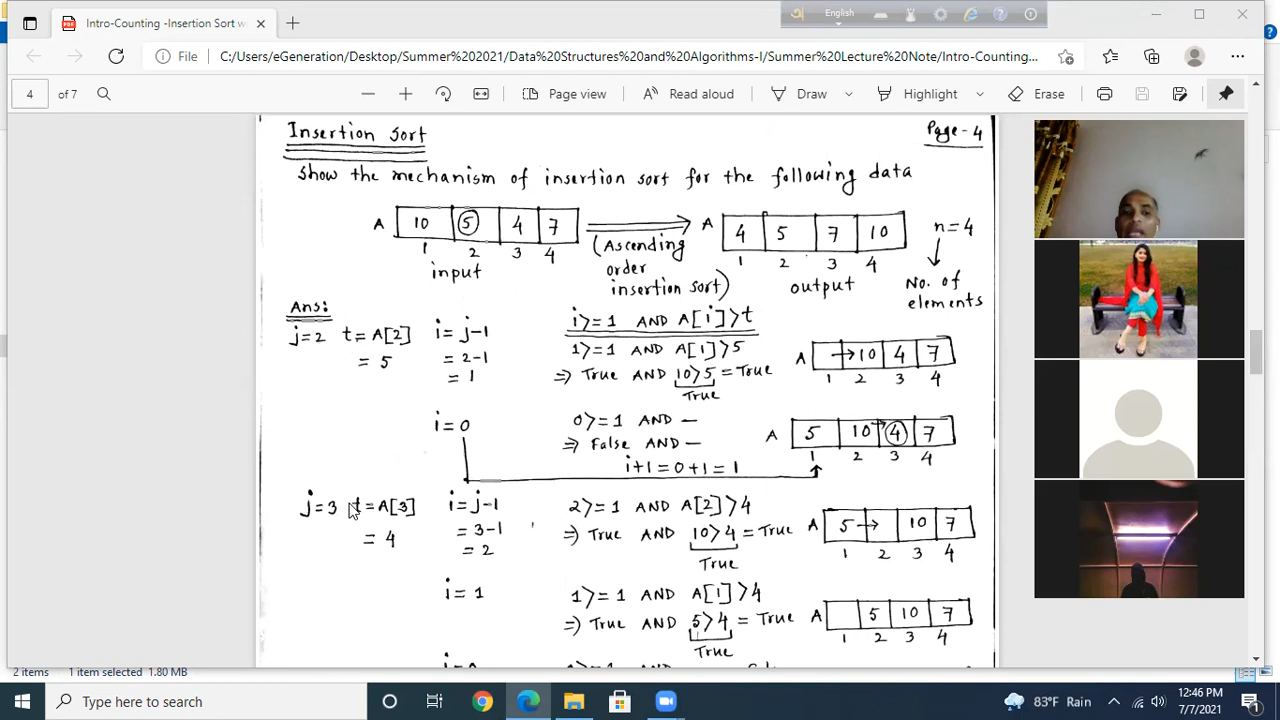 Intro-Counting -Insertion Sort w
English
File
C:/Users/eGeneration/Desktop/Summer%202021/Data%20Structures%20and%20Algorithms-I/Summer%20Lecture%20Note/Intro-Counting...
4 of 7
Page view
Read aloud
Draw
Highlight
Erase
Insertion Sort
Page-4
Show the mechanism of insertion sort for the following data
A 10 5 4 7
1 2 3 4
input
(Ascending
order
insertion sort)
A 4 5 7 10
1 2 3 4
output
n=4
No. of
elements
Ans:
j=2 t=A[2] i=j-1 i>=1 AND A[i]>t
= 5 = 2-1 1>=1 AND A[1]>5
= 1 => True AND 10>5 = True
True
A → 10 4 7
1 2 3 4
i=0 0>=1 AND —
=> False AND —
i+1=0+1=1
A 5 10 → 4 7
1 2 3 4
j=3 t=A[3] i=j-1 2>=1 AND A[2]>4
= 4 = 3-1 => True AND 10>4 = True
= 2 True
A 5 → 10 7
1 2 3 4
i=1 1>=1 AND A[1]>4
=> True AND 5>4 = True
True
A 5 10 7
1 2 3 4
2 items 1 item selected 1.80 MB
Type here to search
83°F Rain
12:46 PM
7/7/2021